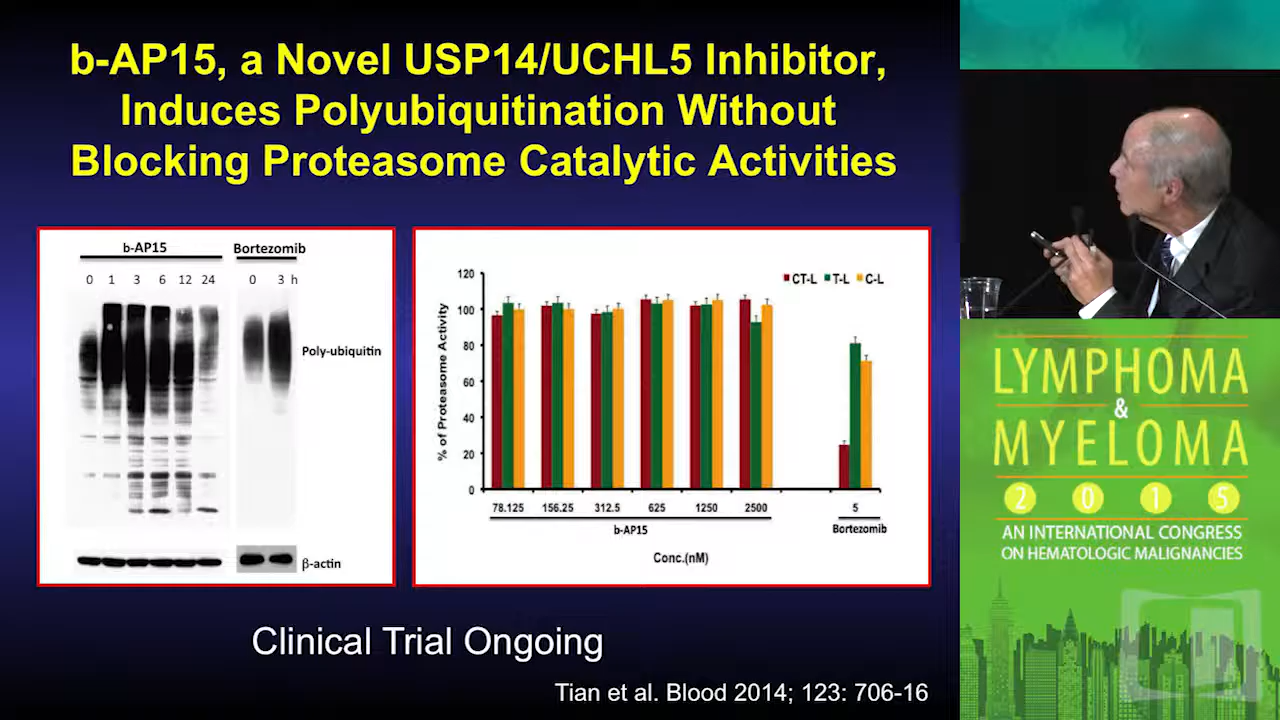 b-AP15, a Novel USP14/UCHL5 Inhibitor,
Induces Polyubiquitination Without
Blocking Proteasome Catalytic Activities
b-AP15
Bortezomib
0 1 3 6 12 24 0 3 h
Poly-ubiquitin
β-actin
CT-L T-L C-L
% of Proteasome Activity
120
100
80
60
40
20
0
78.125 156.25 312.5 625 1250 2500 5
b-AP15
Bortezomib
Conc.(nM)
Clinical Trial Ongoing
Tian et al. Blood 2014; 123: 706-16
LYMPHOMA
&
MYELOMA
2 0 1 5
AN INTERNATIONAL CONGRESS
ON HEMATOLOGIC MALIGNANCIES